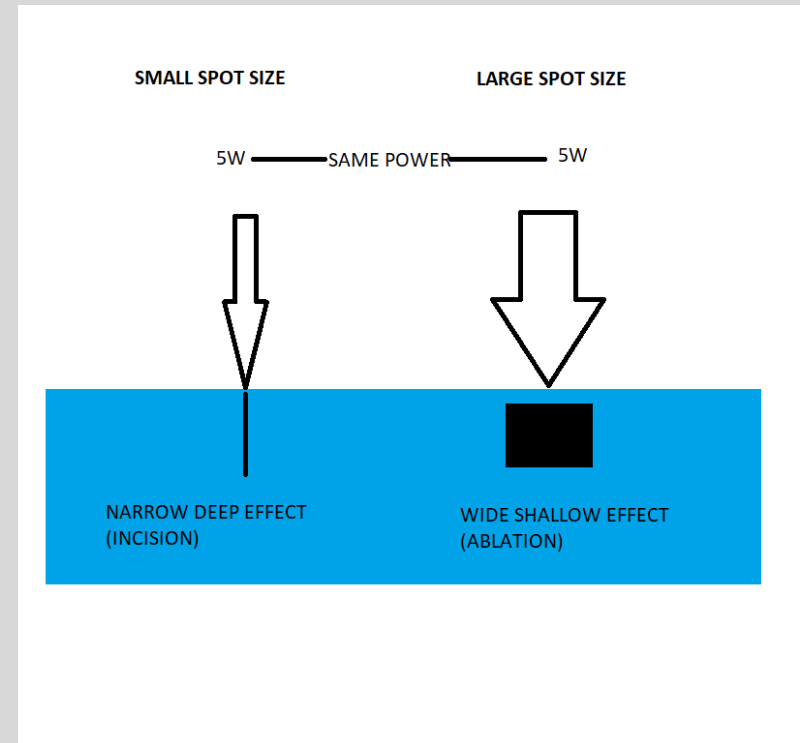 SMALL SPOT SIZE
LARGE SPOT SIZE
5W
SAME POWER
5W
NARROW DEEP EFFECT
(INCISION)
WIDE SHALLOW EFFECT
(ABLATION)